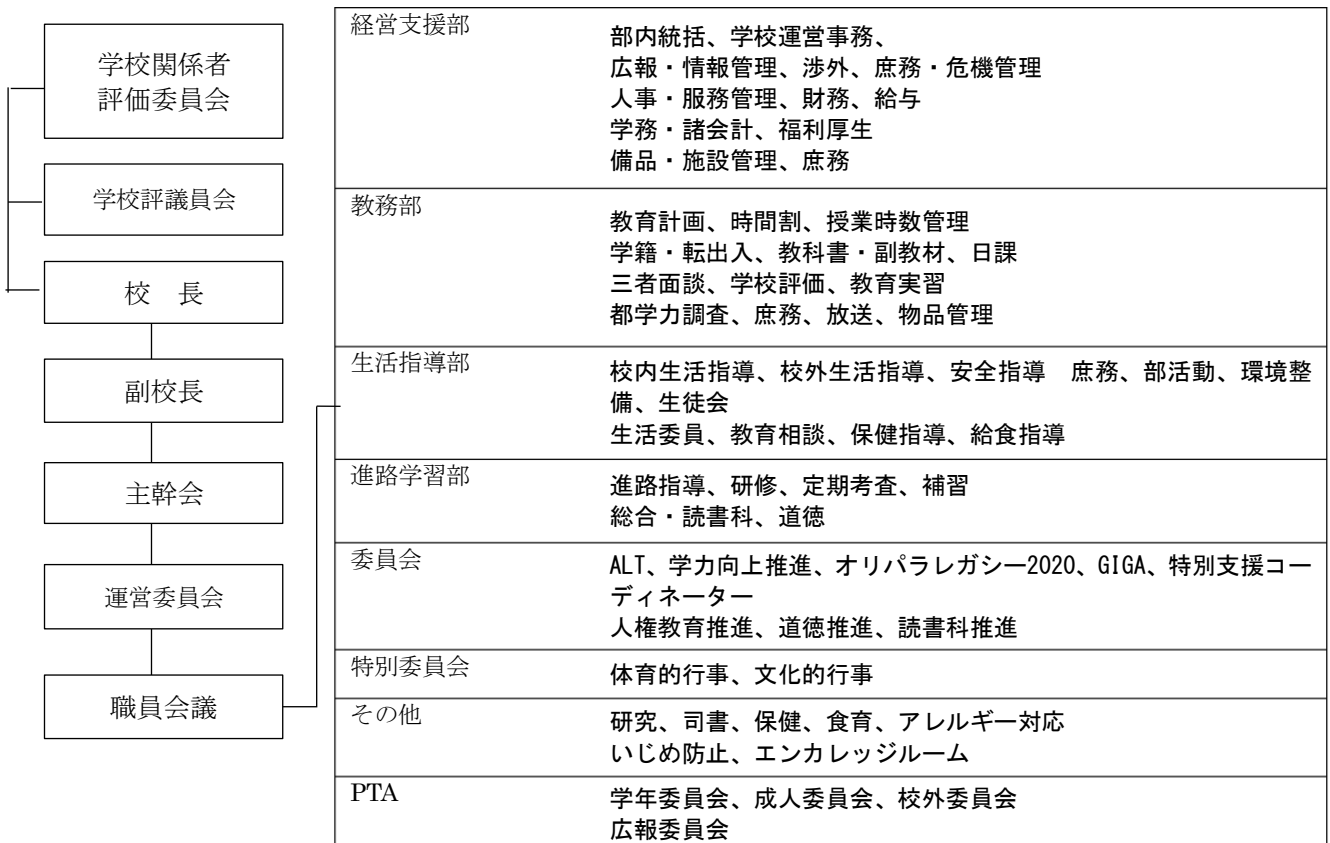 学校関係者
評価委員会
学校評議員会
校　長
副校長
主幹会
運営委員会
職員会議
経営支援部
部内統括、学校運営事務、
広報・情報管理、渉外、庶務・危機管理
人事・服務管理、財務、給与
学務・諸会計、福利厚生
備品・施設管理、庶務
教務部
教育計画、時間割、授業時数管理
学籍・転出入、教科書・副教材、日課
三者面談、学校評価、教育実習
都学力調査、庶務、放送、物品管理
生活指導部
校内生活指導、校外生活指導、安全指導　庶務、部活動、環境整
備、生徒会
生活委員、教育相談、保健指導、給食指導
進路学習部
進路指導、研修、定期考査、補習
総合・読書科、道徳
委員会
ALT、学力向上推進、オリパラレガシー2020、GIGA、特別支援コー
ディネーター
人権教育推進、道徳推進、読書科推進
特別委員会
体育的行事、文化的行事
その他
研究、司書、保健、食育、アレルギー対応
いじめ防止、エンカレッジルーム
PTA
学年委員会、成人委員会、校外委員会
広報委員会